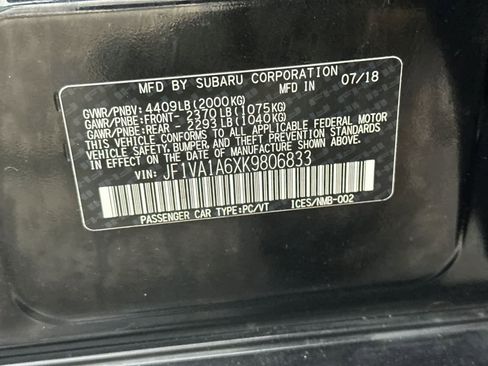 MFD BY SUBARU CORPORATION 07/18
GVWR/PNBV: 4409LB(2000KG)
GAWR/PNBE:FRONT- 2370LB(1075KG)
GAWR/PNBE:REAR - 2293LB(1040KG)
THIS VEHICLE CONFORMS TO ALL APPLICABLE FEDERAL MOTOR
VEHICLE SAFETY, BUMPER, AND THEFT PREVENTION STANDARDS
IN EFFECT ON THE DATE OF MANUFACTURE SHOWN ABOVE.
VIN: JF1VA1A6XK9806833
PASSENGER CAR TYPE:PC/VT ICES/NMB-002